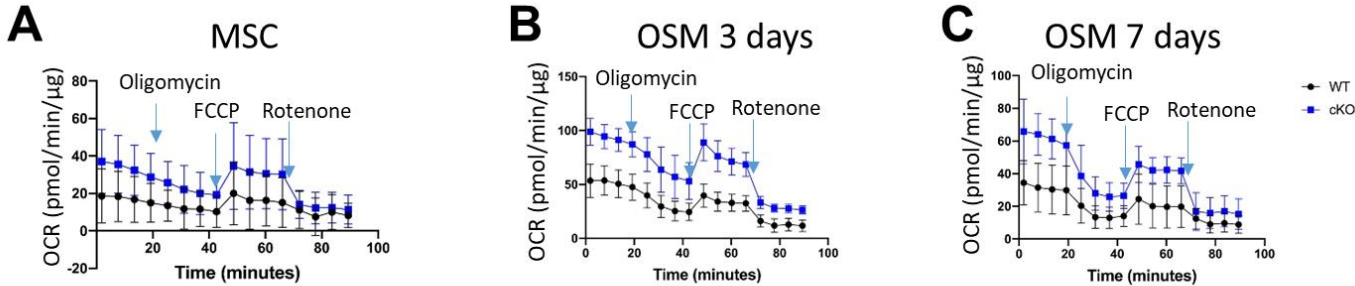 A
MSC
OCR (pmol/min/μg)
80
60
40
20
0
-20
Oligomycin
FCCP
Rotenone
20
40
60
80
100
Time (minutes)
B
OSM 3 days
OCR (pmol/min/μg)
150
100
50
0
Oligomycin
FCCP
Rotenone
0
20
40
60
80
100
Time (minutes)
C
OSM 7 days
OCR (pmol/min/μg)
100
80
60
40
20
0
Oligomycin
FCCP
Rotenone
0
20
40
60
80
100
Time (minutes)
WT
cKO